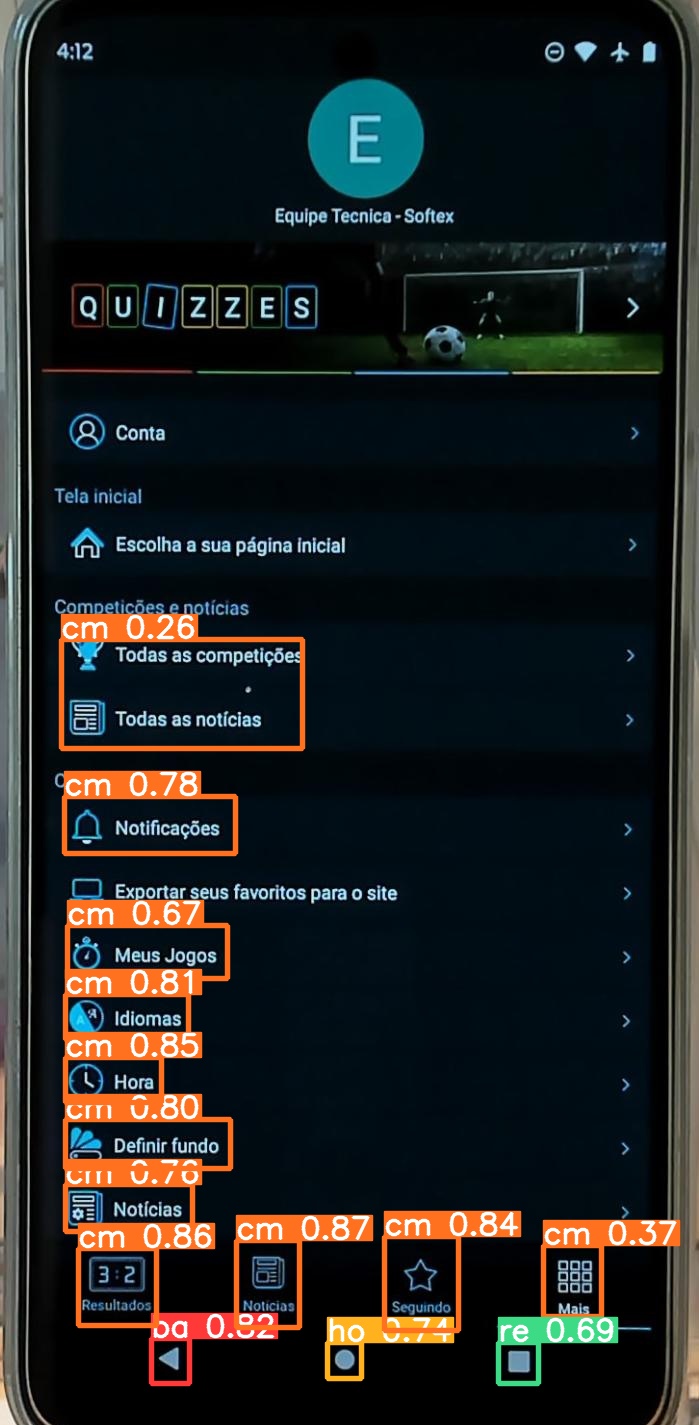 4:12
E
Equipe Tecnica - Softex
QUIZZES
Conta
Tela inicial
Escolha a sua página inicial
Competições e notícias
cm 0.26
Todas as competições
Todas as notícias
cm 0.78
Notificações
Exportar seus favoritos para o site
cm 0.67
Meus Jogos
cm 0.81
Idiomas
cm 0.85
Hora
cm 0.80
Definir fundo
cm 0.76
Notícias
cm 0.86 cm 0.87 cm 0.84 cm 0.37
3:2
Resultados Notícias Seguindo Mais
ba 0.82 ho 0.74 re 0.69